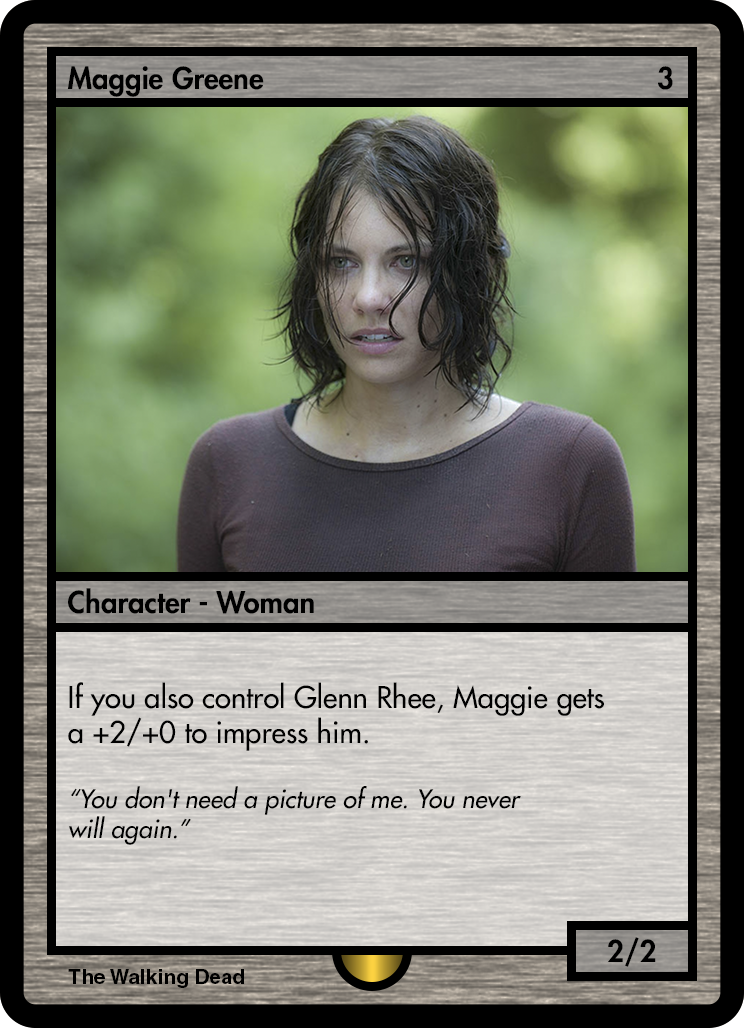 Maggie Greene 3
Character - Woman
If you also control Glenn Rhee, Maggie gets
a +2/+0 to impress him.
“You don't need a picture of me. You never
will again.”
2/2
The Walking Dead